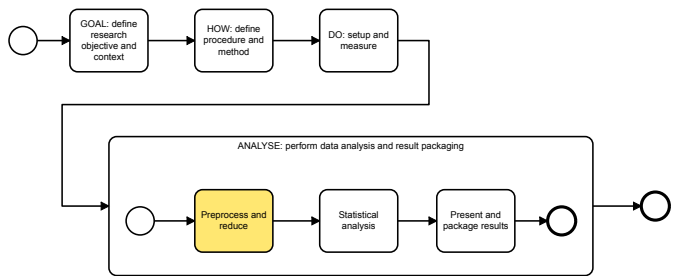 GOAL: define
research
objective and
context
HOW: define
procedure and
method
DO: setup and
measure
ANALYSE: perform data analysis and result packaging
Preprocess and
reduce
Statistical
analysis
Present and
package results